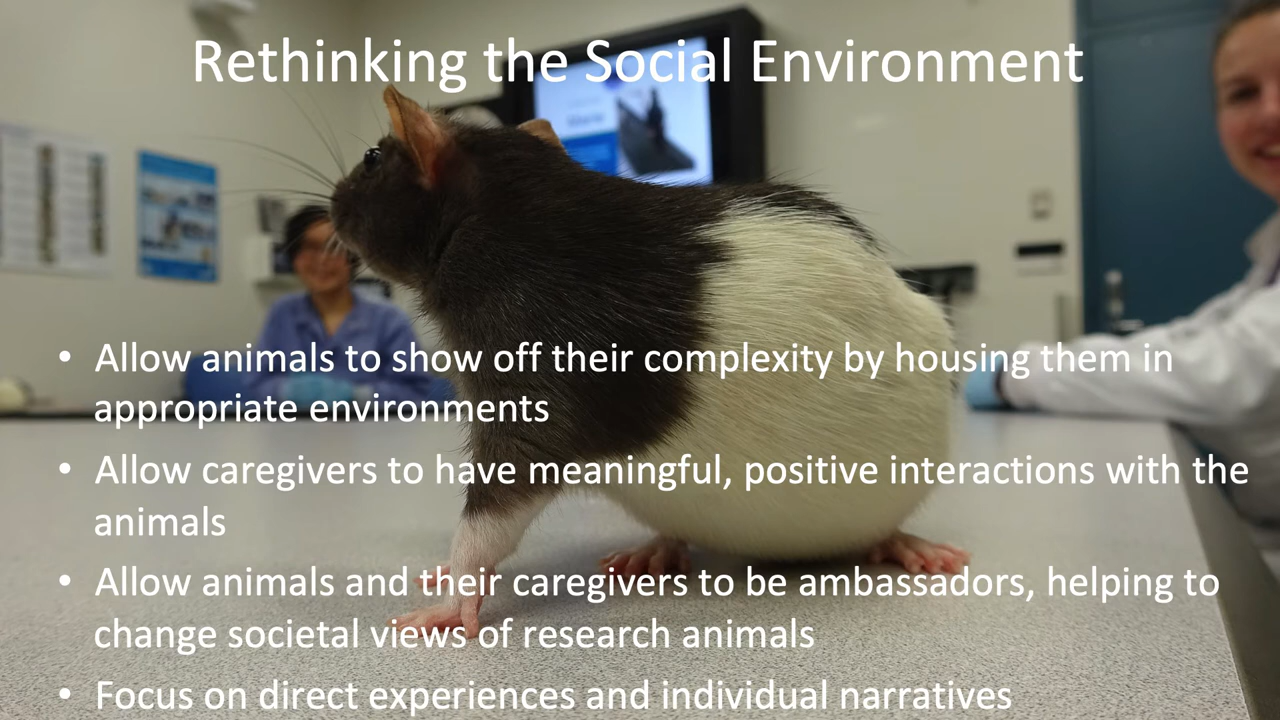 Rethinking the Social Environment
• Allow animals to show off their complexity by housing them in
appropriate environments
• Allow caregivers to have meaningful, positive interactions with the
animals
• Allow animals and their caregivers to be ambassadors, helping to
change societal views of research animals
• Focus on direct experiences and individual narratives